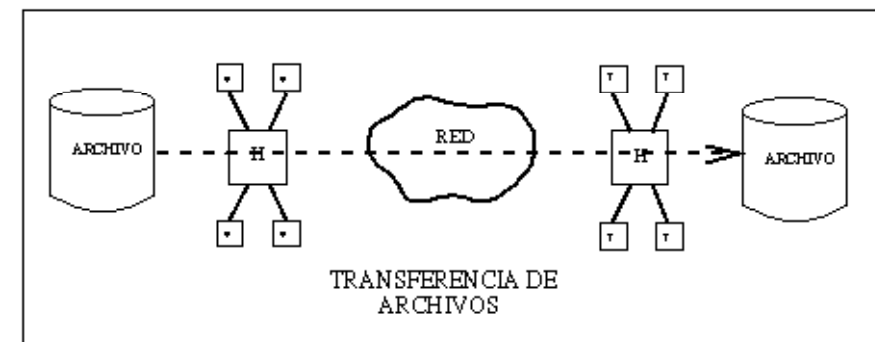 T T
ARCHIVO H RED H ARCHIVO
T T
TRANSFERENCIA DE
ARCHIVOS